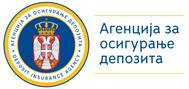 АГЕНЦИЈА ЗА ОСИГУРАЊЕ ДЕПОЗИТА
DEPOSIT INSURANCE AGENCY
Агенција за
осигурање
депозита